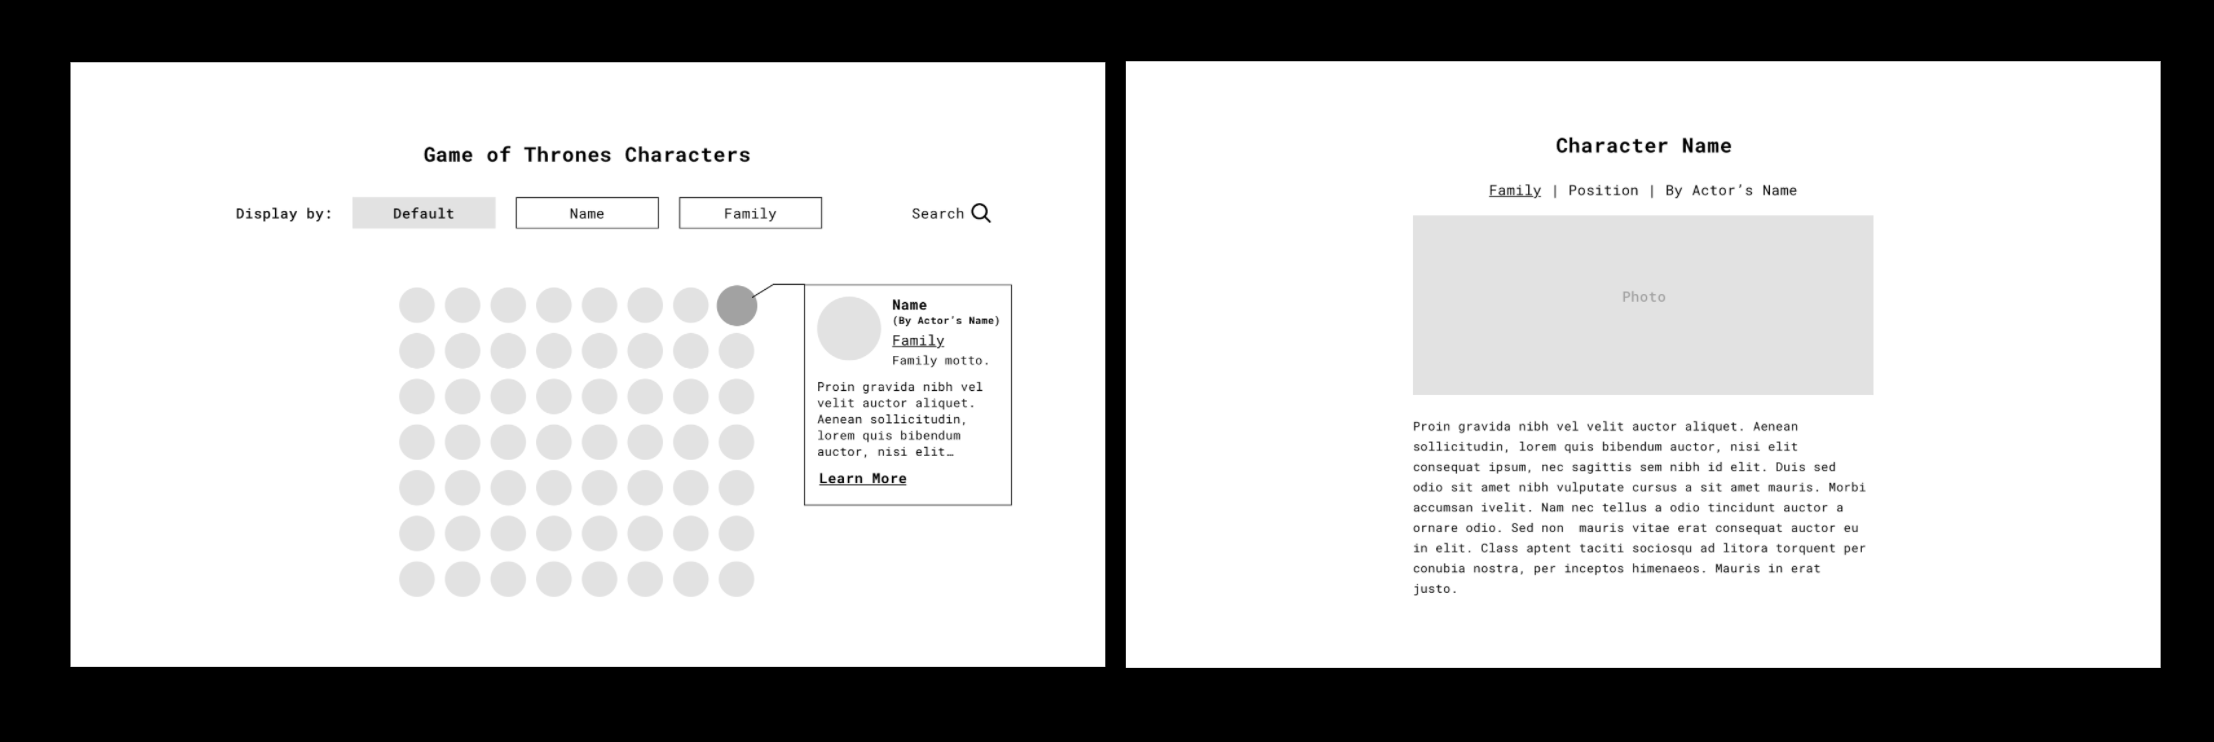 Game of Thrones Characters
Display by:
Default
Name
Family
Search
Name
(By Actor's Name)
Family
Family motto.
Proin gravida nibh vel
velit auctor aliquet.
Aenean sollicitudin,
lorem quis bibendum
auctor, nisi elit…
Learn More
Character Name
Family | Position | By Actor's Name
Photo
Proin gravida nibh vel velit auctor aliquet. Aenean
sollicitudin, lorem quis bibendum auctor, nisi elit
consequat ipsum, nec sagittis sem nibh id elit. Duis sed
odio sit amet nibh vulputate cursus a sit amet mauris. Morbi
accumsan ivelit. Nam nec tellus a odio tincidunt auctor a
ornare odio. Sed non  mauris vitae erat consequat auctor eu
in elit. Class aptent taciti sociosqu ad litora torquent per
conubia nostra, per inceptos himenaeos. Mauris in erat
justo.